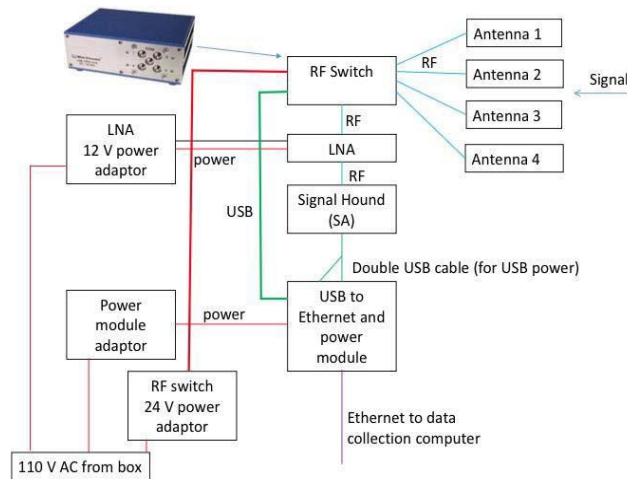 RF Switch
Antenna 1
RF
Antenna 2
Signal
Antenna 3
Antenna 4
RF
LNA
12 V power
adaptor
power
LNA
RF
USB
Signal Hound
(SA)
Double USB cable (for USB power)
Power
module
adaptor
power
USB to
Ethernet and
power
module
RF switch
24 V power
adaptor
Ethernet to data
collection computer
110 V AC from box